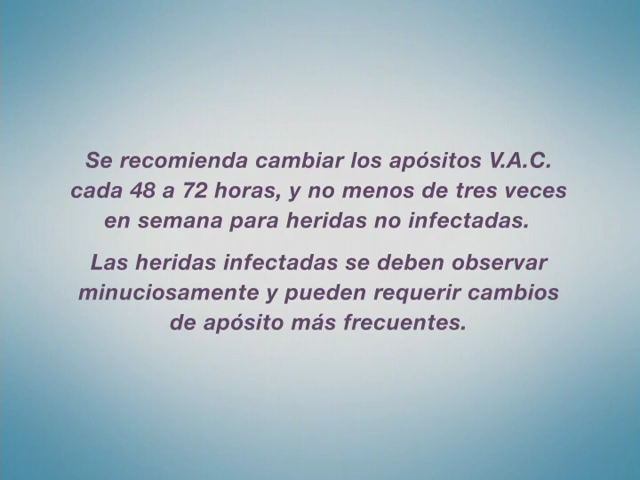 Se recomienda cambiar los apósitos V.A.C.
cada 48 a 72 horas, y no menos de tres veces
en semana para heridas no infectadas.
Las heridas infectadas se deben observar
minuciosamente y pueden requerir cambios
de apósito más frecuentes.